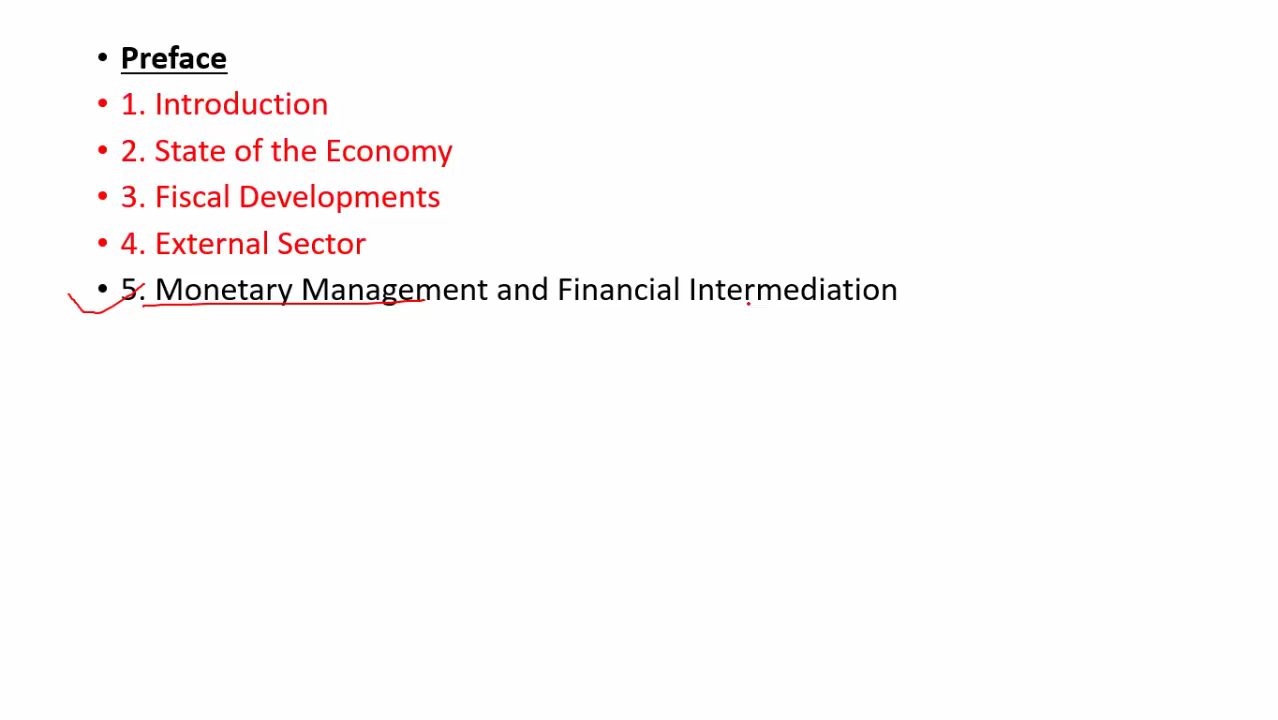 • Preface
• 1. Introduction
• 2. State of the Economy
• 3. Fiscal Developments
• 4. External Sector
• 5. Monetary Management and Financial Intermediation